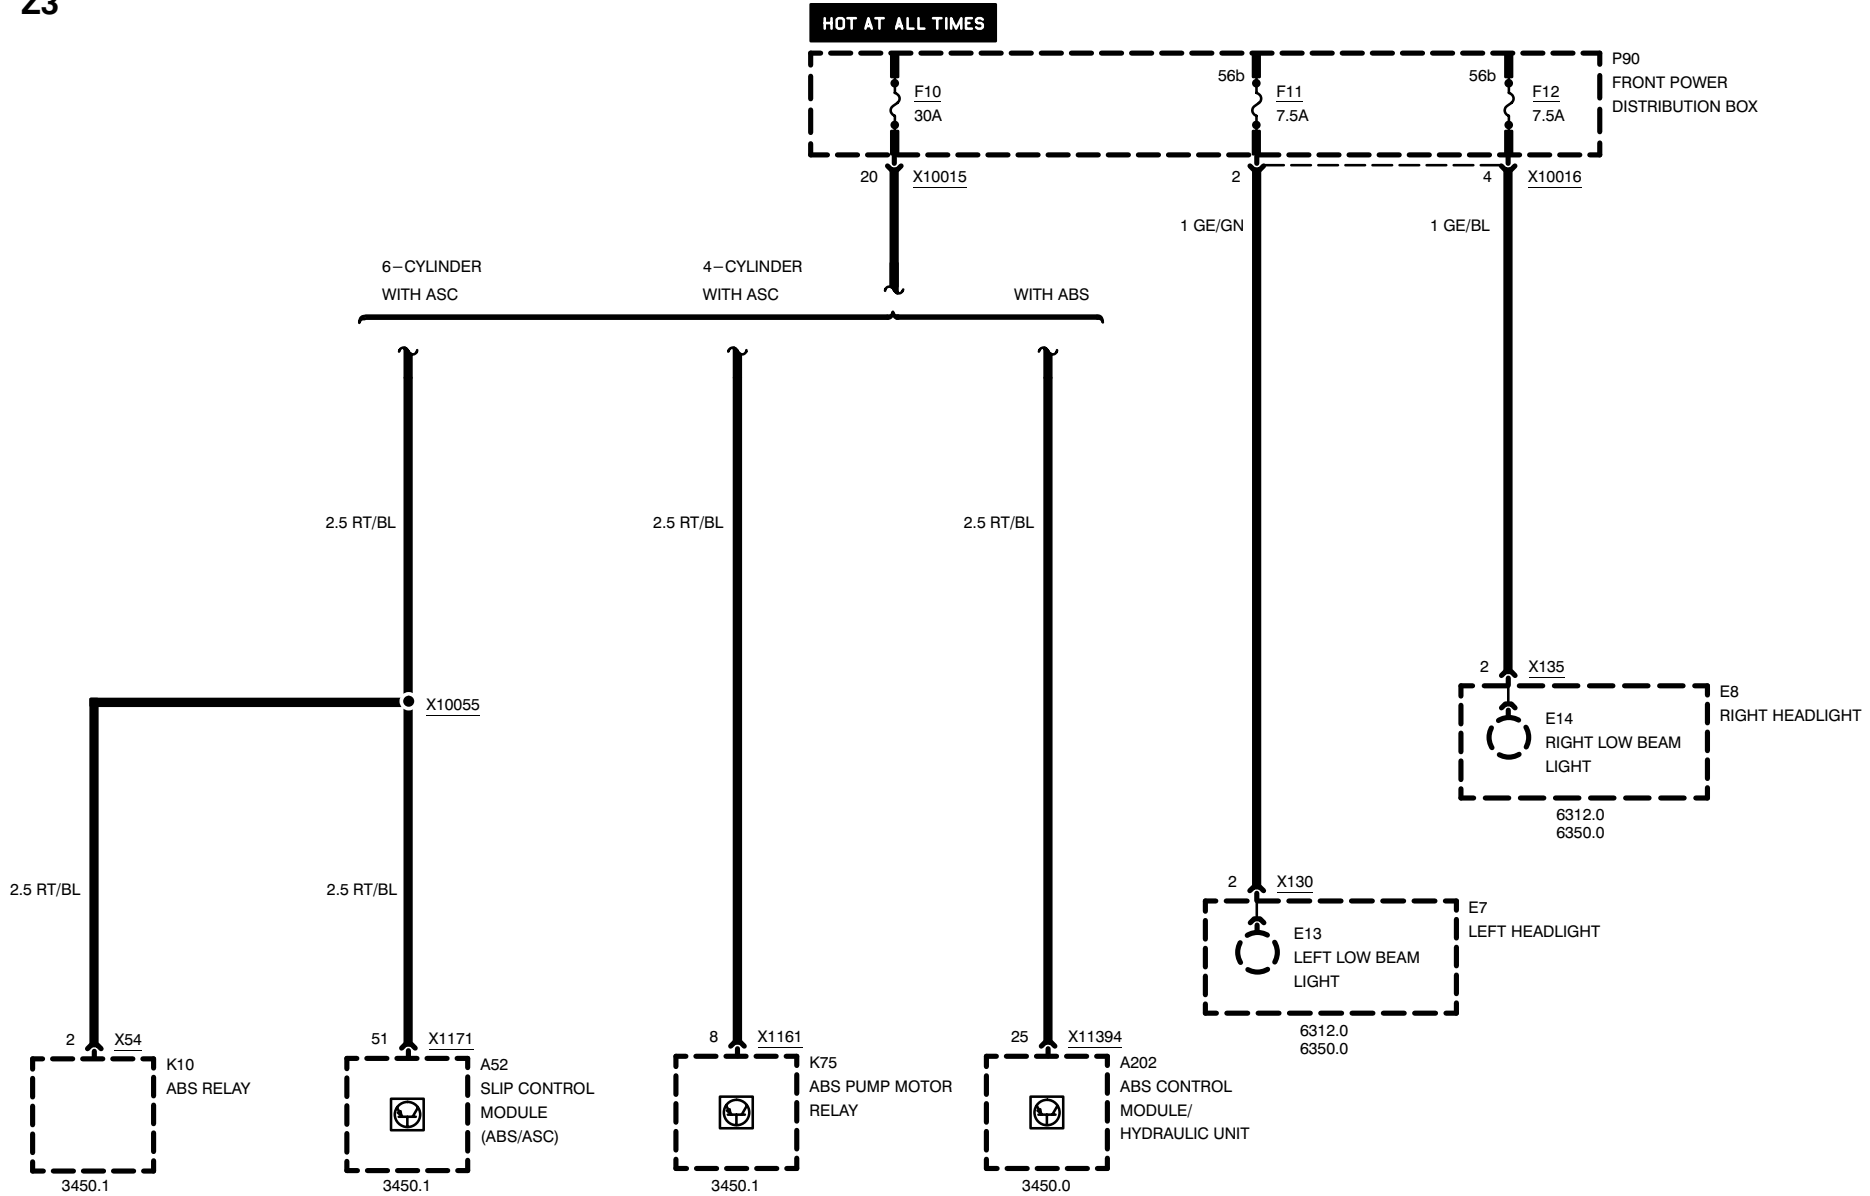 Z3
HOT AT ALL TIMES
P90
FRONT POWER
DISTRIBUTION BOX
F10
30A
56b
F11
7.5A
56b
F12
7.5A
20 X10015
2
4 X10016
1 GE/GN
1 GE/BL
6-CYLINDER
WITH ASC
4-CYLINDER
WITH ASC
WITH ABS
2.5 RT/BL
2.5 RT/BL
2.5 RT/BL
X10055
2 X135
E8
RIGHT HEADLIGHT
E14
RIGHT LOW BEAM
LIGHT
6312.0
6350.0
2.5 RT/BL
2.5 RT/BL
2 X130
E7
LEFT HEADLIGHT
E13
LEFT LOW BEAM
LIGHT
6312.0
6350.0
2 X54
K10
ABS RELAY
3450.1
51 X1171
A52
SLIP CONTROL
MODULE
(ABS/ASC)
3450.1
8 X1161
K75
ABS PUMP MOTOR
RELAY
3450.1
25 X11394
A202
ABS CONTROL
MODULE/
HYDRAULIC UNIT
3450.0